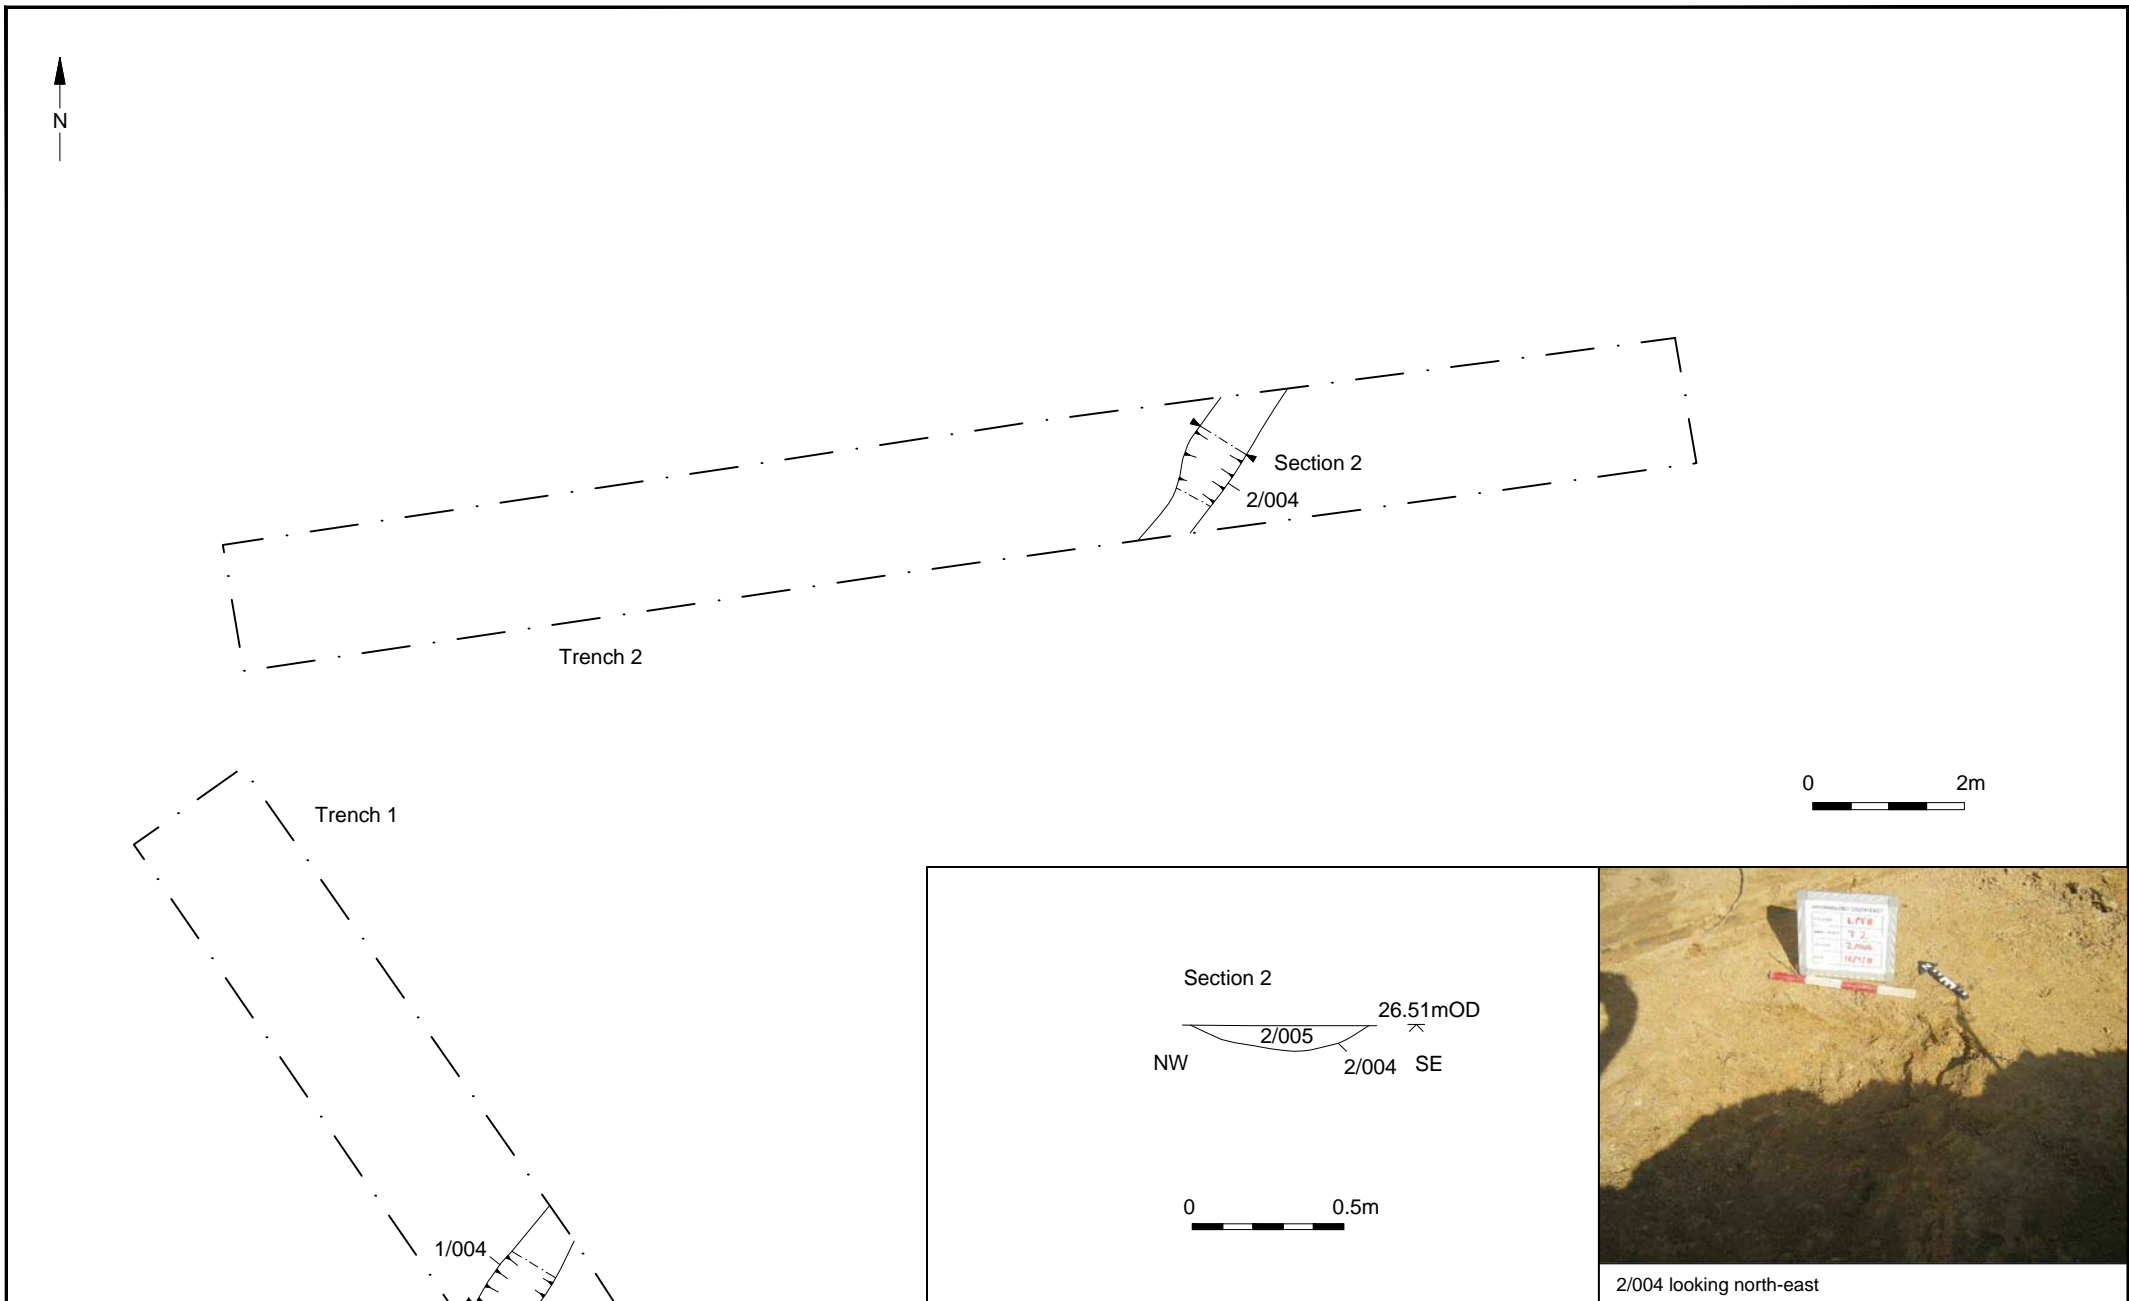 N
Section 2
2/004
Trench 2
0 2m
Trench 1
Section 2
26.51mOD
2/005
NW
2/004 SE
0 0.5m
1/004
2/004 looking north-east